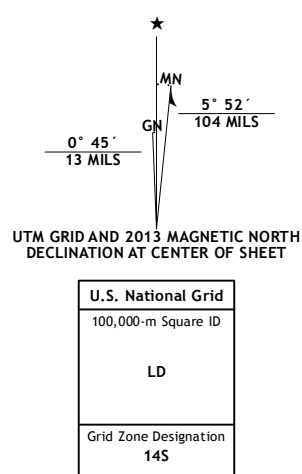 ★
MN
5° 52´
104 MILS
GN
0° 45´
13 MILS
UTM GRID AND 2013 MAGNETIC NORTH
DECLINATION AT CENTER OF SHEET
U.S. National Grid
100,000-m Square ID
LD
Grid Zone Designation
14S